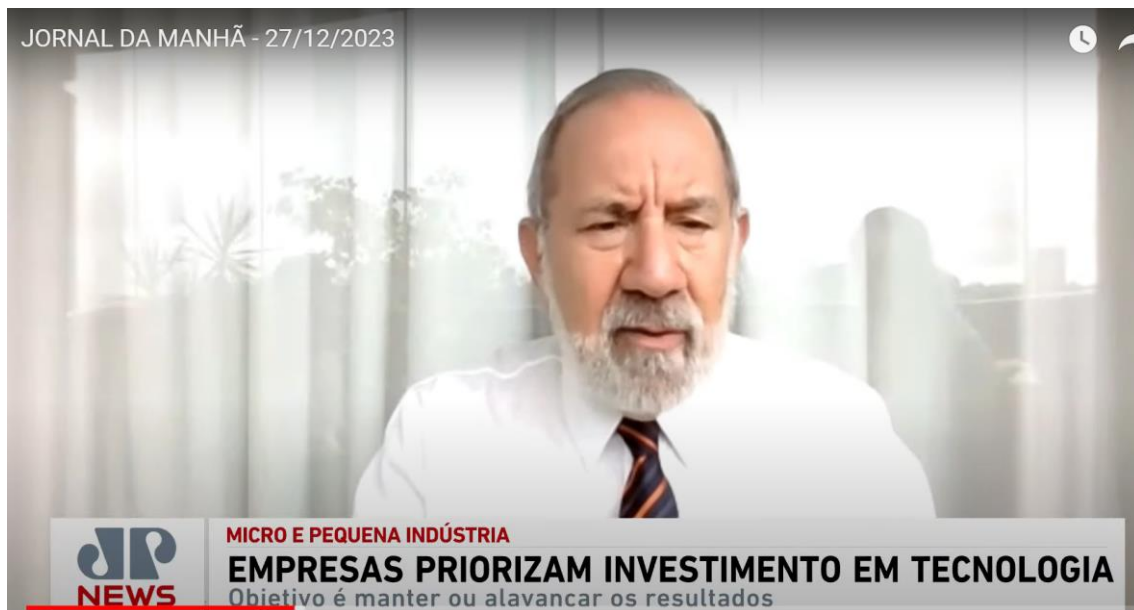 JORNAL DA MANHÃ - 27/12/2023
MICRO E PEQUENA INDÚSTRIA
JP EMPRESAS PRIORIZAM INVESTIMENTO EM TECNOLOGIA
NEWS Objetivo é manter ou alavancar os resultados